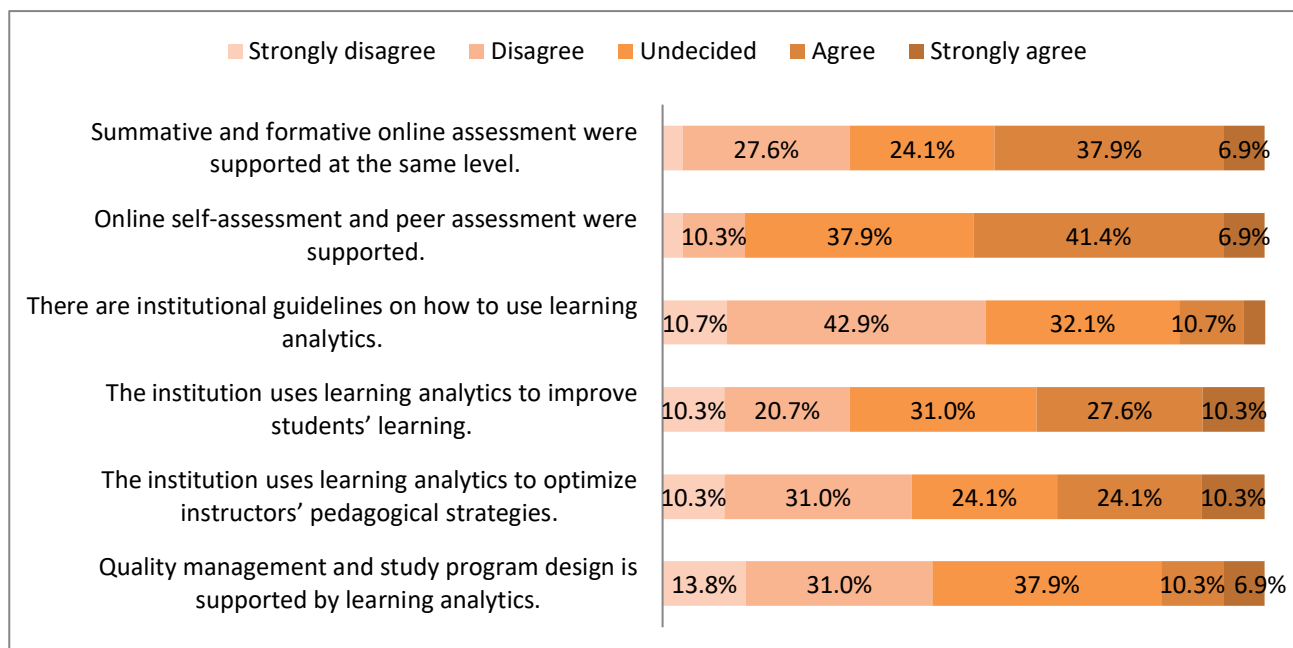 Strongly disagree Disagree Undecided Agree Strongly agree
Summative and formative online assessment were
supported at the same level.
27.6% 24.1% 37.9% 6.9%
Online self-assessment and peer assessment were
supported.
10.3% 37.9% 41.4% 6.9%
There are institutional guidelines on how to use learning
analytics.
10.7% 42.9% 32.1% 10.7%
The institution uses learning analytics to improve
students’ learning.
10.3% 20.7% 31.0% 27.6% 10.3%
The institution uses learning analytics to optimize
instructors’ pedagogical strategies.
10.3% 31.0% 24.1% 24.1% 10.3%
Quality management and study program design is
supported by learning analytics.
13.8% 31.0% 37.9% 10.3% 6.9%